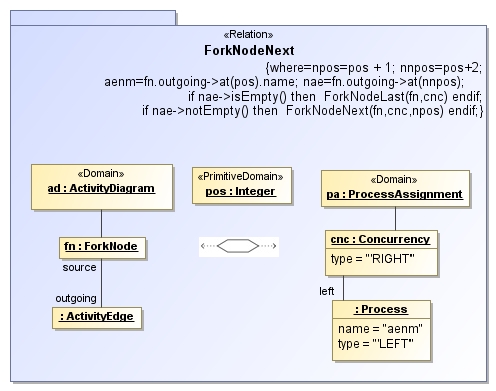 «Relation»
ForkNodeNext
{where=npos=pos + 1; nnpos=pos+2;
aenm=fn.outgoing->at(pos).name; nae=fn.outgoing->at(nnpos);
if nae->isEmpty() then ForkNodeLast(fn,cnc) endif;
if nae->notEmpty() then ForkNodeNext(fn,cnc,npos) endif;}
«Domain»
ad : ActivityDiagram
«PrimitiveDomain»
pos : Integer
«Domain»
pa : ProcessAssignment
fn : ForkNode
source
outgoing
: ActivityEdge
cnc : Concurrency
type = "'RIGHT'"
left
: Process
name = "aenm"
type = "'LEFT'"